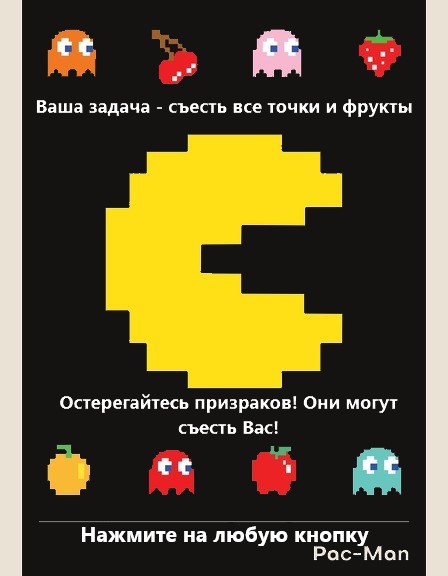 Ваша задача - съесть все точки и фрукты
Остерегайтесь призраков! Они могут
съесть Вас!
Нажмите на любую кнопку
Pac-Man